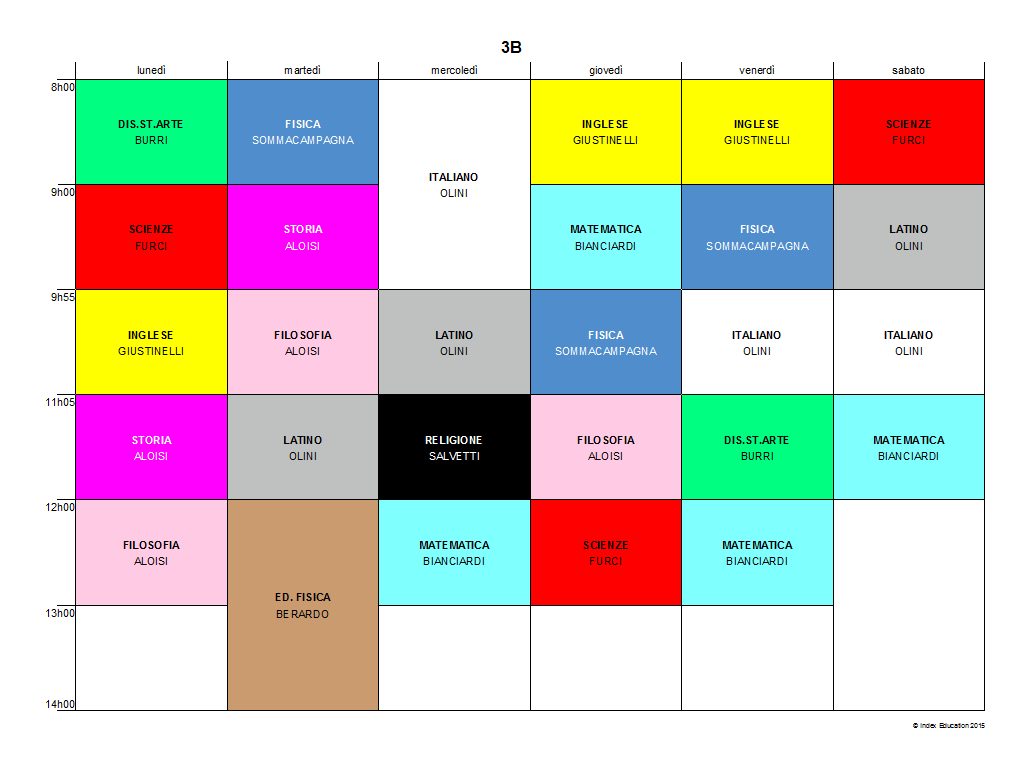 3B
lunedì martedì mercoledì giovedì venerdì sabato
8h00
DIS.ST.ARTE
BURRI
FISICA
SOMMACAMPAGNA
ITALIANO
OLINI
INGLESE
GIUSTINELLI
INGLESE
GIUSTINELLI
SCIENZE
FURCI
9h00
SCIENZE
FURCI
STORIA
ALOISI
MATEMATICA
BIANCIARDI
FISICA
SOMMACAMPAGNA
LATINO
OLINI
9h55
INGLESE
GIUSTINELLI
FILOSOFIA
ALOISI
LATINO
OLINI
FISICA
SOMMACAMPAGNA
ITALIANO
OLINI
ITALIANO
OLINI
11h05
STORIA
ALOISI
LATINO
OLINI
RELIGIONE
SALVETTI
FILOSOFIA
ALOISI
DIS.ST.ARTE
BURRI
MATEMATICA
BIANCIARDI
12h00
FILOSOFIA
ALOISI
ED. FISICA
BERARDO
MATEMATICA
BIANCIARDI
SCIENZE
FURCI
MATEMATICA
BIANCIARDI
13h00
14h00
© Index Education 2015